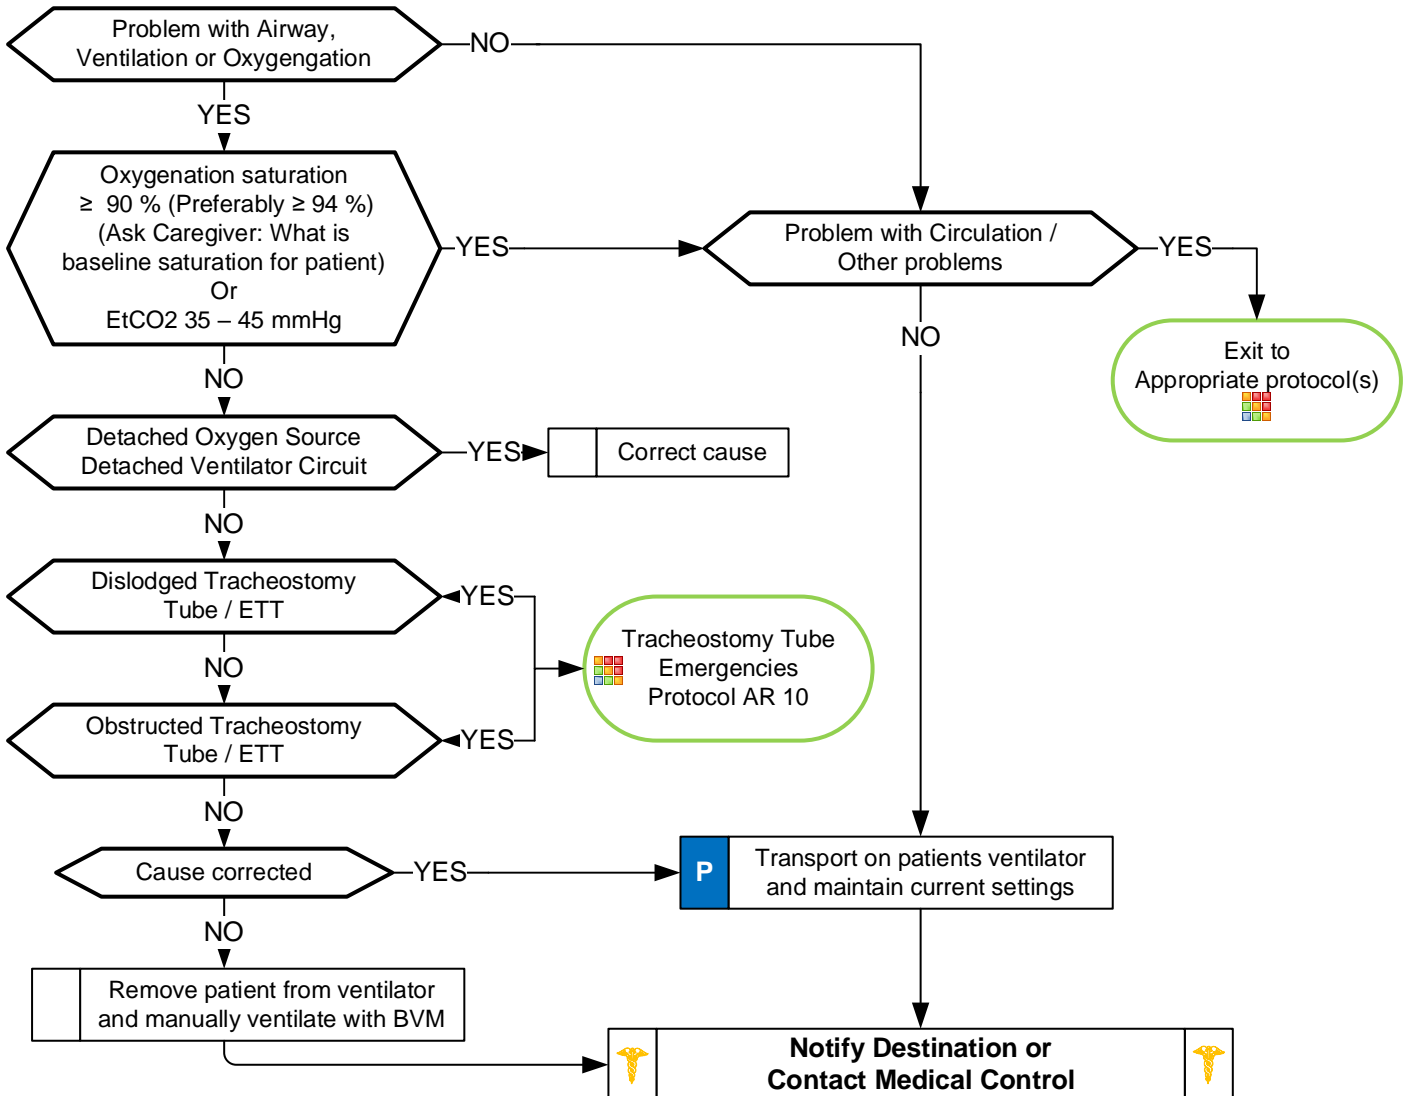 Problem with Airway,
Ventilation or Oxygengation
NO
YES
Oxygenation saturation
≥ 90 % (Preferably ≥ 94 %)
(Ask Caregiver: What is
baseline saturation for patient)
Or
EtCO2 35 – 45 mmHg
YES
Problem with Circulation /
Other problems
YES
Exit to
Appropriate protocol(s)
NO
NO
Detached Oxygen Source
Detached Ventilator Circuit
YES
Correct cause
NO
Dislodged Tracheostomy
Tube / ETT
YES
Tracheostomy Tube
Emergencies
Protocol AR 10
NO
Obstructed Tracheostomy
Tube / ETT
YES
NO
Cause corrected
YES
P
Transport on patients ventilator
and maintain current settings
NO
Remove patient from ventilator
and manually ventilate with BVM
Notify Destination or
Contact Medical Control